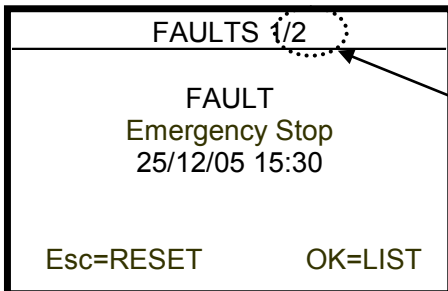 FAULTS 1/2
FAULT
Emergency Stop
25/12/05 15:30
Esc=RESET OK=LIST